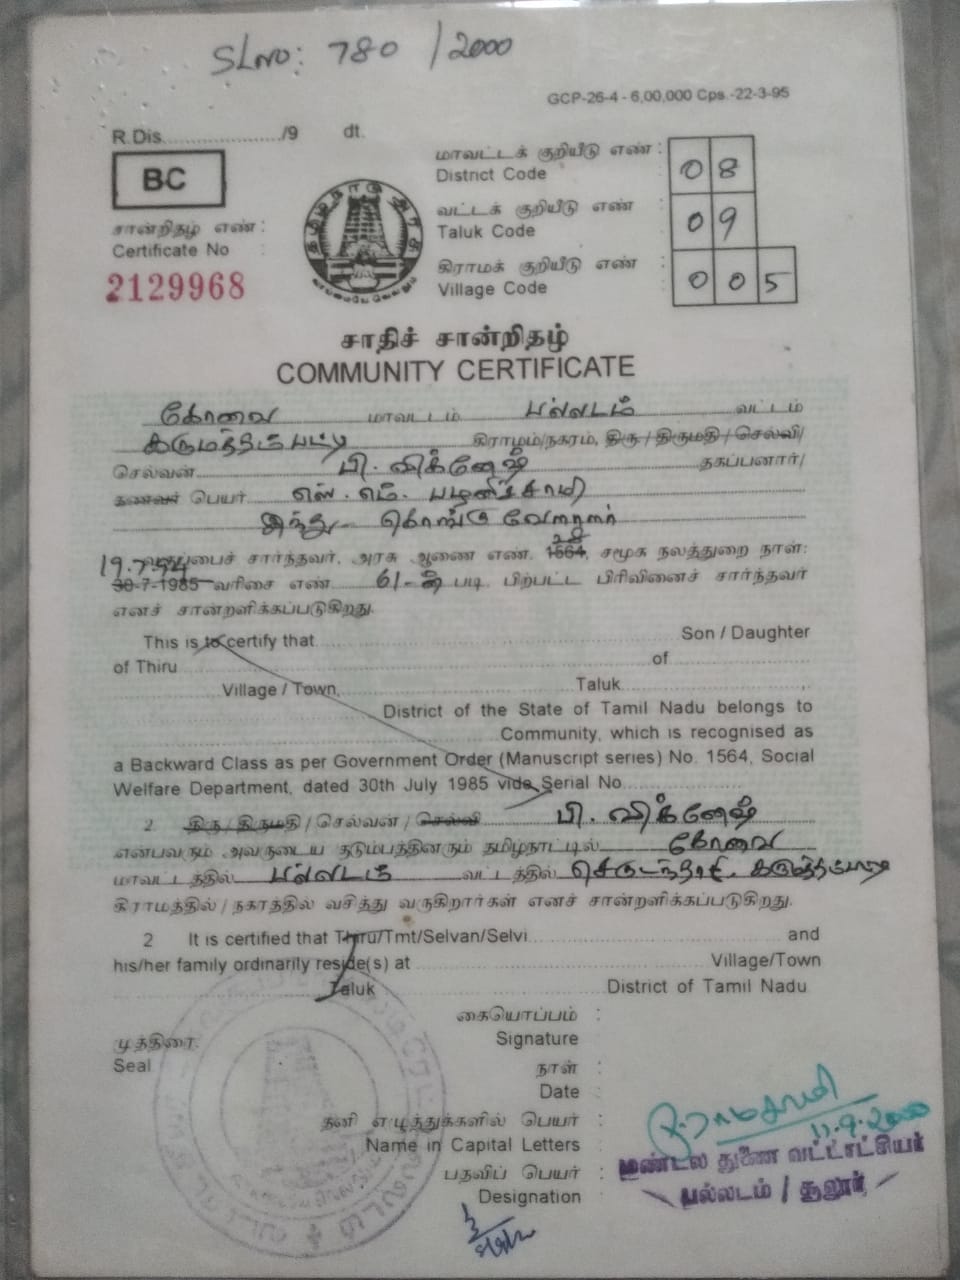 SLNO: 780 / 2000
GCP-26-4 - 6,00,000 Cps.-22-3-95
R.Dis...................../9 dt.
BC
சான்றிதழ் எண் :
Certificate No
2129968
தமிழ்நாடு அரசு
வாய்மையே வெல்லும்
மாவட்டக் குறியீடு எண் : 08
District Code
வட்டக் குறியீடு எண் : 09
Taluk Code
கிராமக் குறியீடு எண் : 005
Village Code
சாதிச் சான்றிதழ்
COMMUNITY CERTIFICATE
கோவை மாவட்டம் பல்லடம் வட்டம்
கிராமம்/நகரம், திரு / திருமதி / செல்வி/
செல்வன் பி. விக்னேஷ் தகப்பனார்/
கணவர் பெயர் எஸ். எம். பழனிச்சாமி
இந்து - கொங்கு வேளாளர்
28
வகுப்பைச் சார்ந்தவர், அரசு ஆணை எண். 1564, சமூக நலத்துறை நாள்:
19.7.94
30-7-1985 வரிசை எண் 61-ன் படி பிற்பட்ட பிரிவினைச் சார்ந்தவர்
எனச் சான்றளிக்கப்படுகிறது.
This is to certify that Son / Daughter
of Thiru of
Village / Town, Taluk
District of the State of Tamil Nadu belongs to
Community, which is recognised as
a Backward Class as per Government Order (Manuscript series) No. 1564, Social
Welfare Department, dated 30th July 1985 vide Serial No.
2 திரு / திருமதி / செல்வன் / செல்வி பி. விக்னேஷ்
என்பவரும் அவருடைய குடும்பத்தினரும் தமிழ்நாட்டில் கோவை
மாவட்டத்தில் பல்லடம் வட்டத்தில்
கிராமத்தில் / நகரத்தில் வசித்து வருகிறார்கள் எனச் சான்றளிக்கப்படுகிறது.
2 It is certified that Thiru/Tmt/Selvan/Selvi and
his/her family ordinarily reside(s) at Village/Town
Taluk District of Tamil Nadu
கையொப்பம் :
Signature
முத்திரை.
Seal
நாள் :
Date
தனி எழுத்துக்களில் பெயர் :
Name in Capital Letters
பதவிப் பெயர் :
Designation
11.9.2000
மண்டல துணை வட்டாட்சியர்
பல்லடம் / சூலூர்